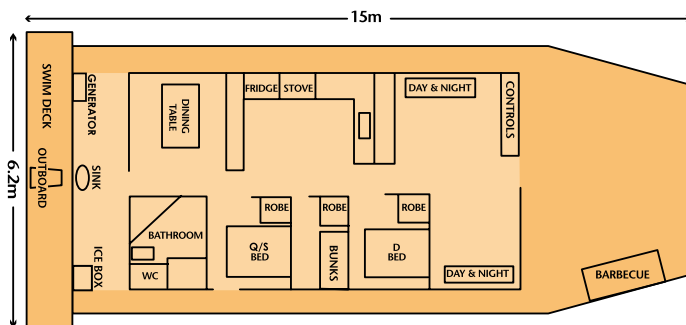 15m
6.2m
SWIM DECK
OUTBOARD
GENERATOR
SINK
ICE BOX
DINING
TABLE
FRIDGE
STOVE
DAY & NIGHT
CONTROLS
BATHROOM
WC
ROBE
Q/S
BED
ROBE
BUNKS
ROBE
D
BED
DAY & NIGHT
BARBECUE